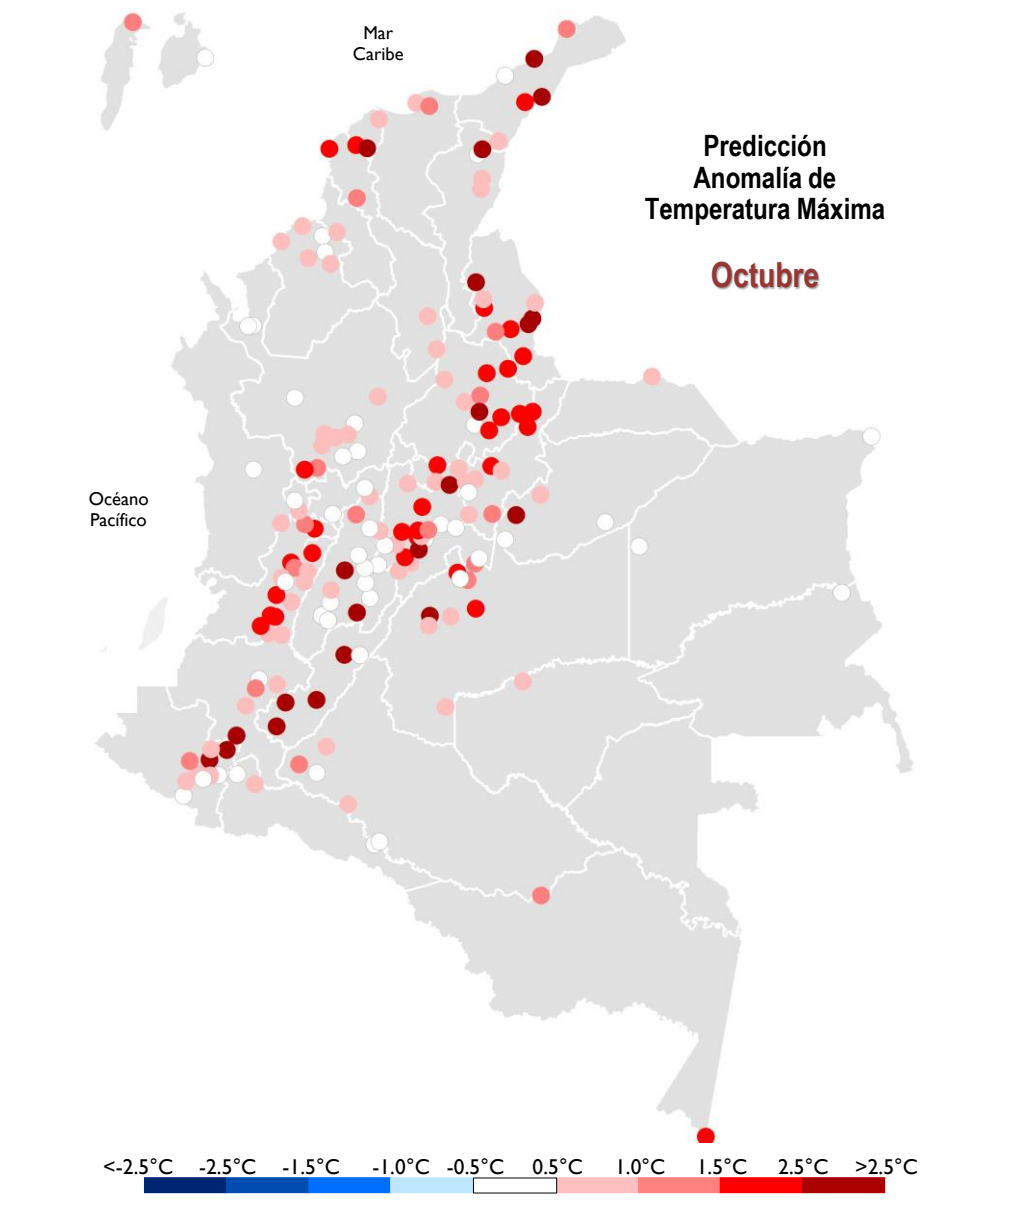 Mar
Caribe
Predicción
Anomalía de
Temperatura Máxima
Octubre
Océano
Pacífico
<-2.5°C -2.5°C -1.5°C -1.0°C -0.5°C 0.5°C 1.0°C 1.5°C 2.5°C >2.5°C